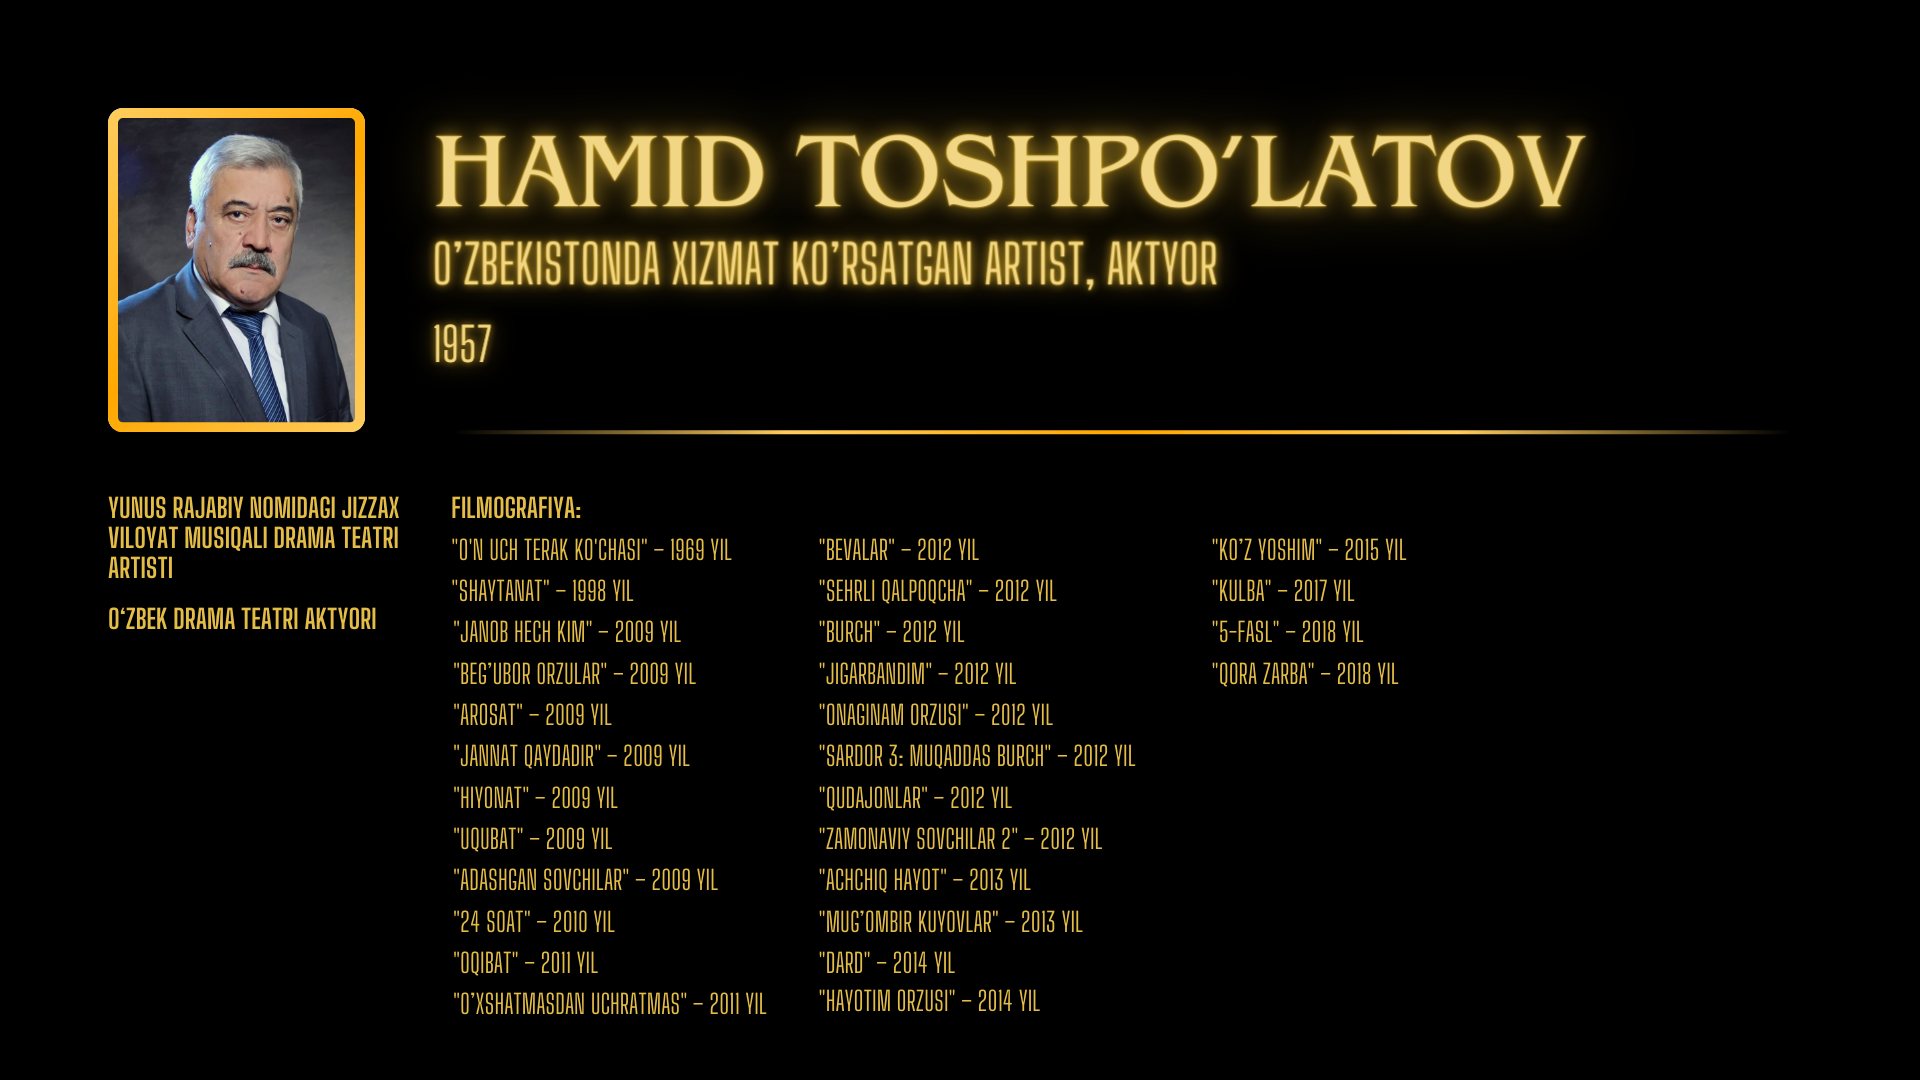 HAMID TOSHPO’LATOV
O’ZBEKISTONDA XIZMAT KO’RSATGAN ARTIST, AKTYOR
1957
YUNUS RAJABIY NOMIDAGI JIZZAX
VILOYAT MUSIQALI DRAMA TEATRI
ARTISTI
O‘ZBEK DRAMA TEATRI AKTYORI
FILMOGRAFIYA:
"O'N UCH TERAK KO'CHASI" – 1969 YIL
"SHAYTANAT" – 1998 YIL
"JANOB HECH KIM" – 2009 YIL
"BEG’UBOR ORZULAR" – 2009 YIL
"AROSAT" – 2009 YIL
"JANNAT QAYDADIR" – 2009 YIL
"HIYONAT" – 2009 YIL
"UQUBAT" – 2009 YIL
"ADASHGAN SOVCHILAR" – 2009 YIL
"24 SOAT" – 2010 YIL
"OQIBAT" – 2011 YIL
"O’XSHATMASDAN UCHRATMAS" – 2011 YIL
"BEVALAR" – 2012 YIL
"SEHRLI QALPOQCHA" – 2012 YIL
"BURCH" – 2012 YIL
"JIGARBANDIM" – 2012 YIL
"ONAGINAM ORZUSI" – 2012 YIL
"SARDOR 3: MUQADDAS BURCH" – 2012 YIL
"QUDAJONLAR" – 2012 YIL
"ZAMONAVIY SOVCHILAR 2" – 2012 YIL
"ACHCHIQ HAYOT" – 2013 YIL
"MUG’OMBIR KUYOVLAR" – 2013 YIL
"DARD" – 2014 YIL
"HAYOTIM ORZUSI" – 2014 YIL
"KO’Z YOSHIM" – 2015 YIL
"KULBA" – 2017 YIL
"5-FASL" – 2018 YIL
"QORA ZARBA" – 2018 YIL